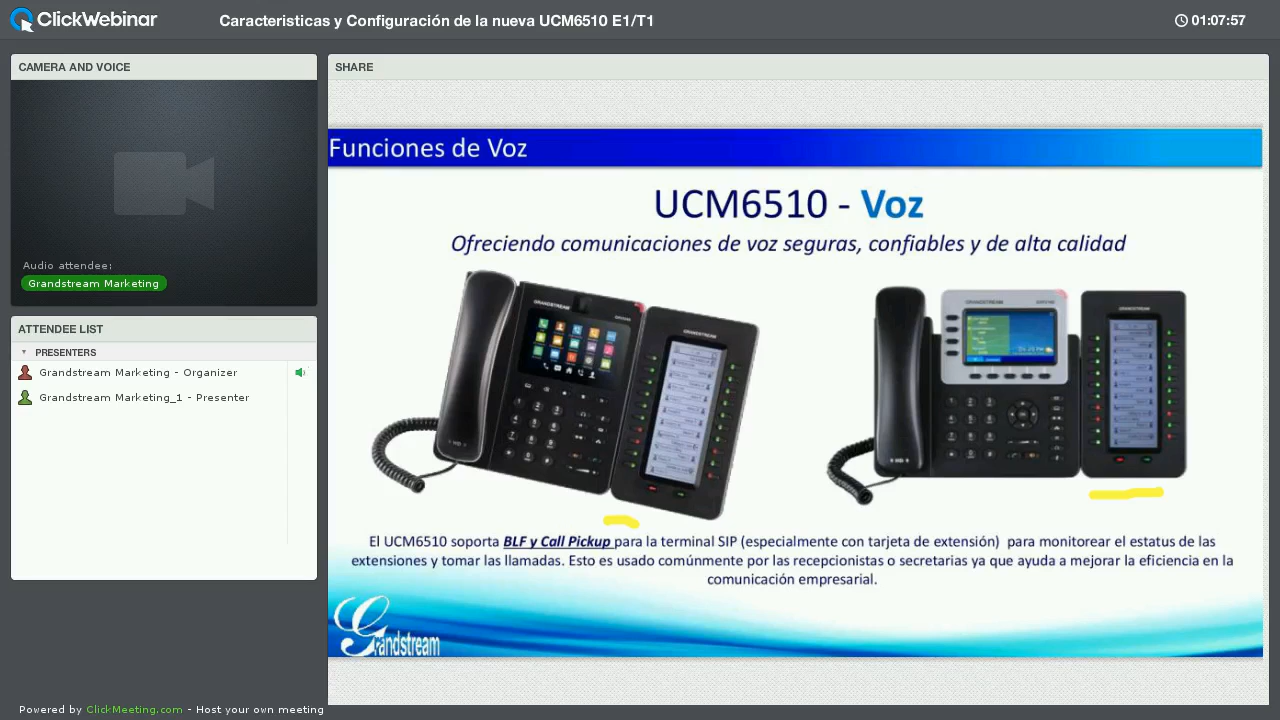 ClickWebinar
Caracteristicas y Configuración de la nueva UCM6510 E1/T1
01:07:57
CAMERA AND VOICE
Audio attendee:
Grandstream Marketing
ATTENDEE LIST
PRESENTERS
Grandstream Marketing - Organizer
Grandstream Marketing_1 - Presenter
SHARE
Funciones de Voz
UCM6510 - Voz
Ofreciendo comunicaciones de voz seguras, confiables y de alta calidad
GRANDSTREAM
GRANDSTREAM
GRANDSTREAM
GRANDSTREAM
El UCM6510 soporta BLF y Call Pickup para la terminal SIP (especialmente con tarjeta de extensión) para monitorear el estatus de las
extensiones y tomar las llamadas. Esto es usado comúnmente por las recepcionistas o secretarias ya que ayuda a mejorar la eficiencia en la
comunicación empresarial.
Grandstream
Powered by ClickMeeting.com - Host your own meeting